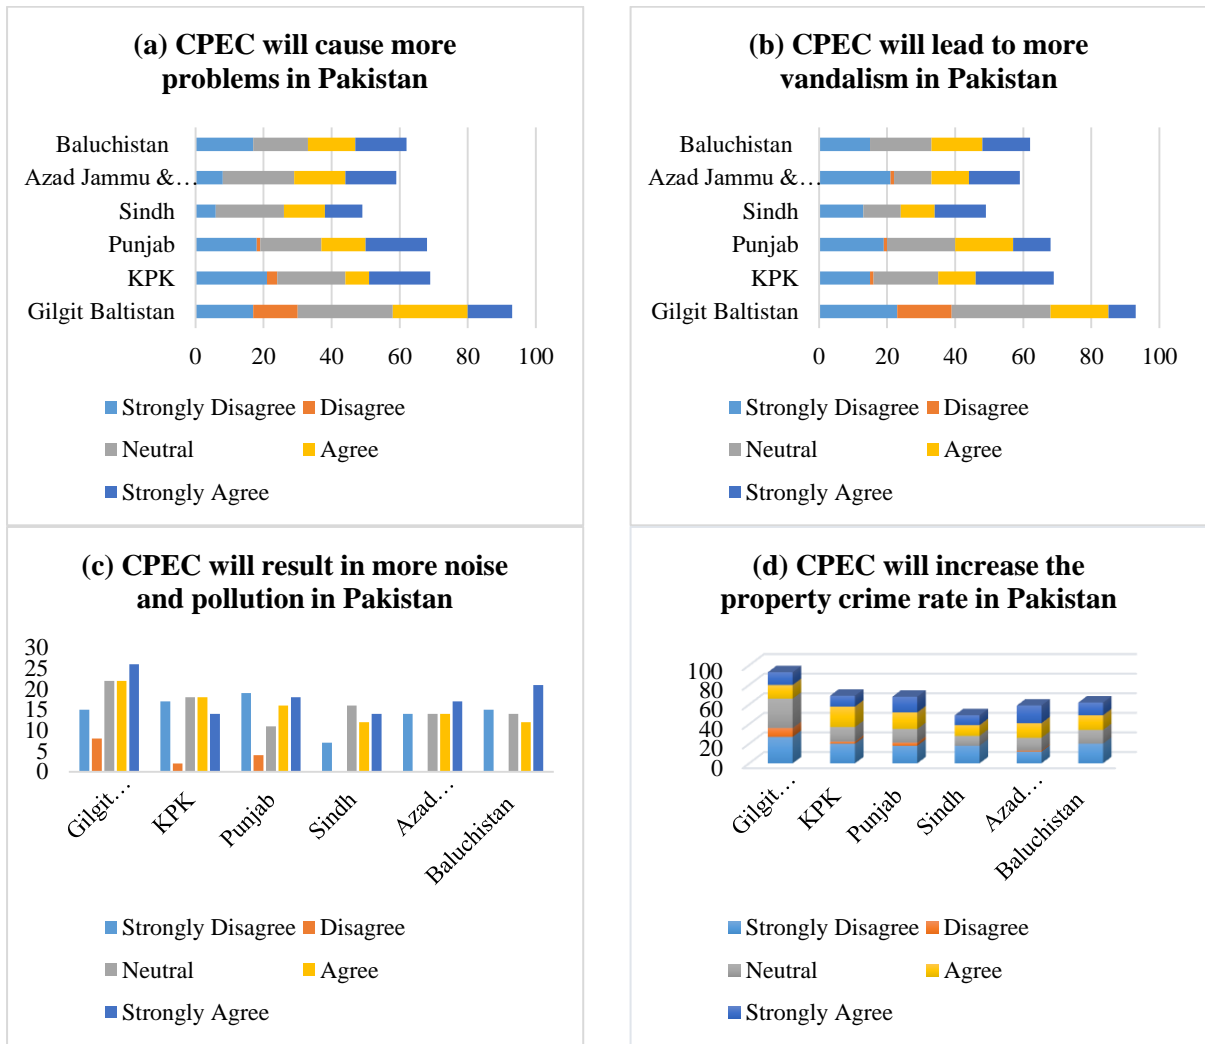 (a) CPEC will cause more
problems in Pakistan
Baluchistan
Azad Jammu &…
Sindh
Punjab
KPK
Gilgit Baltistan
0 20 40 60 80 100
Strongly Disagree Disagree
Neutral Agree
Strongly Agree
(b) CPEC will lead to more
vandalism in Pakistan
Baluchistan
Azad Jammu &…
Sindh
Punjab
KPK
Gilgit Baltistan
0 20 40 60 80 100
Strongly Disagree Disagree
Neutral Agree
Strongly Agree
(c) CPEC will result in more noise
and pollution in Pakistan
30
25
20
15
10
5
0
Gilgit… KPK Punjab Sindh Azad… Baluchistan
Strongly Disagree Disagree
Neutral Agree
Strongly Agree
(d) CPEC will increase the
property crime rate in Pakistan
100
80
60
40
20
0
Gilgit… KPK Punjab Sindh Azad… Baluchistan
Strongly Disagree Disagree
Neutral Agree
Strongly Agree